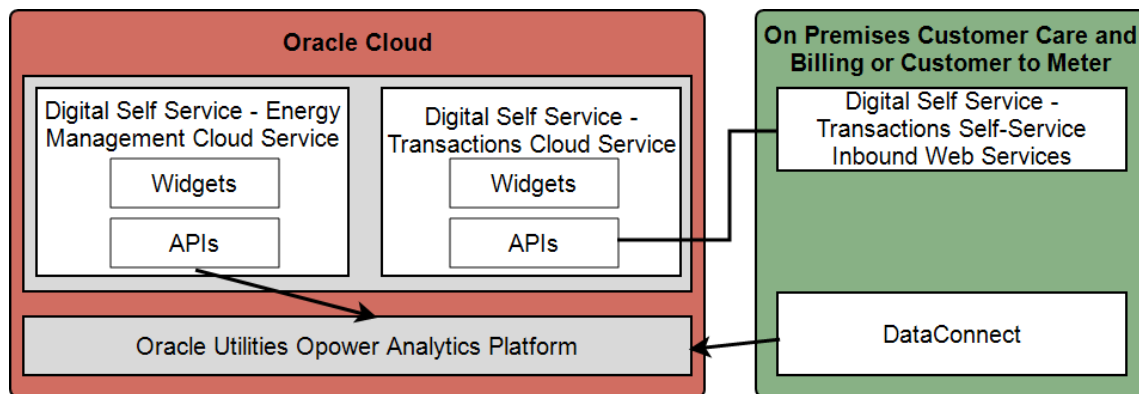 Oracle Cloud
Digital Self Service - Energy
Management Cloud Service
Widgets
APIs
Digital Self Service -
Transactions Cloud Service
Widgets
APIs
Oracle Utilities Opower Analytics Platform
On Premises Customer Care and
Billing or Customer to Meter
Digital Self Service -
Transactions Self-Service
Inbound Web Services
DataConnect